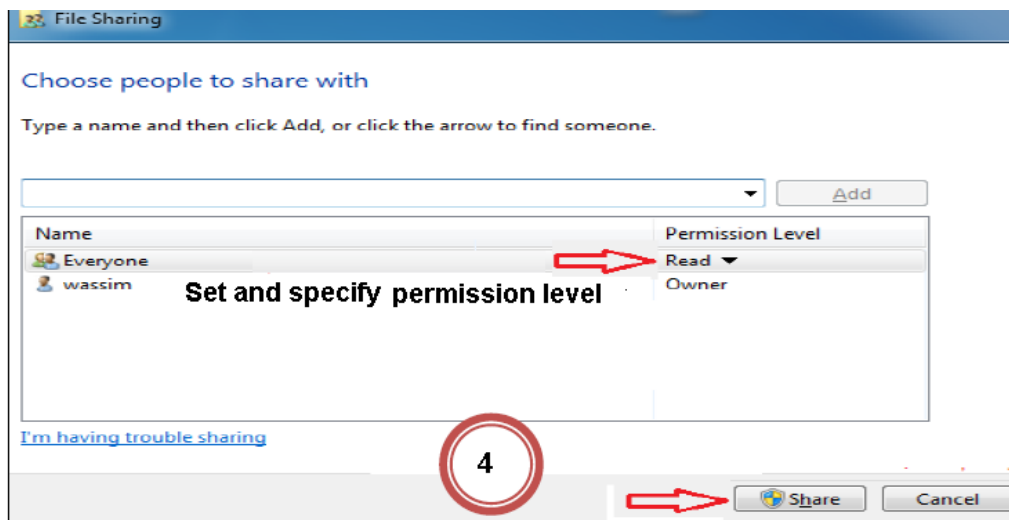 File Sharing
Choose people to share with
Type a name and then click Add, or click the arrow to find someone.
Add
Name Permission Level
Everyone Read
wassim Owner
Set and specify permission level
I'm having trouble sharing
4
Share Cancel